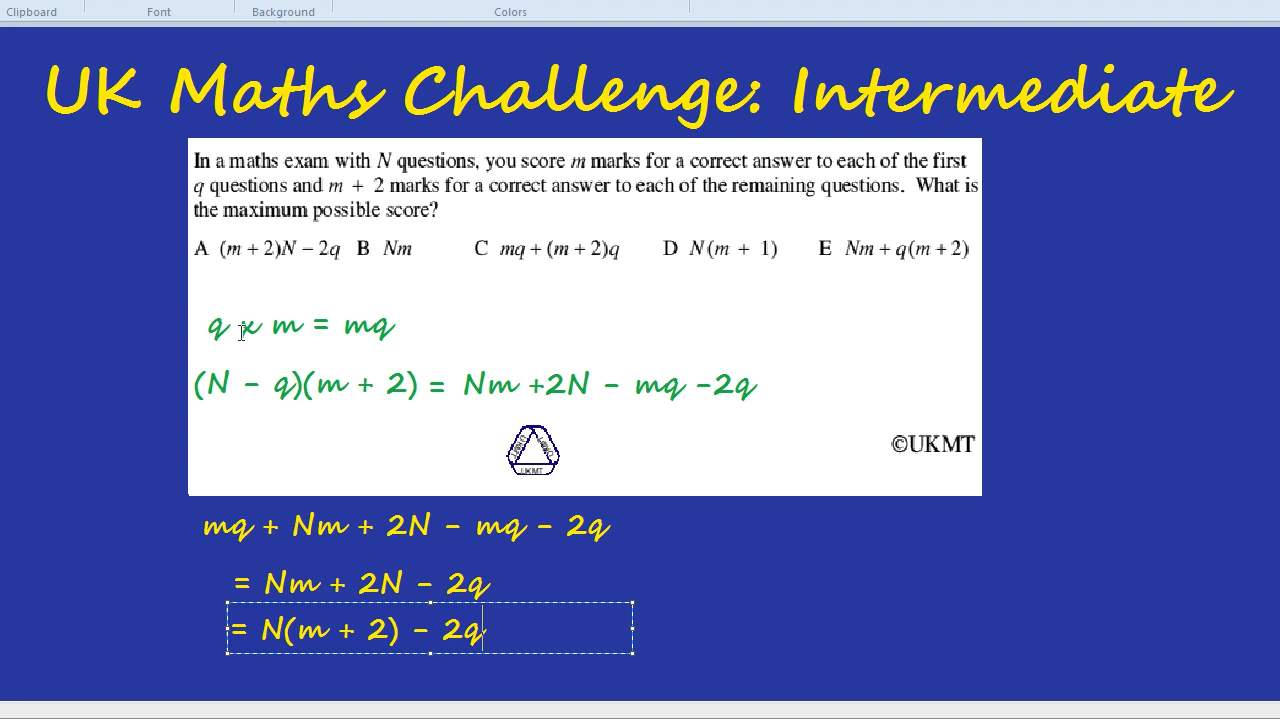 Clipboard Font Background Colors
UK Maths Challenge: Intermediate
In a maths exam with N questions, you score m marks for a correct answer to each of the first
q questions and m + 2 marks for a correct answer to each of the remaining questions. What is
the maximum possible score?
A (m + 2)N − 2q B Nm C mq + (m + 2)q D N(m + 1) E Nm + q(m + 2)
q x m = mq
(N - q)(m + 2) = Nm +2N - mq -2q
UKMT UKMT
UKMT
©UKMT
mq + Nm + 2N - mq - 2q
= Nm + 2N - 2q
= N(m + 2) - 2q